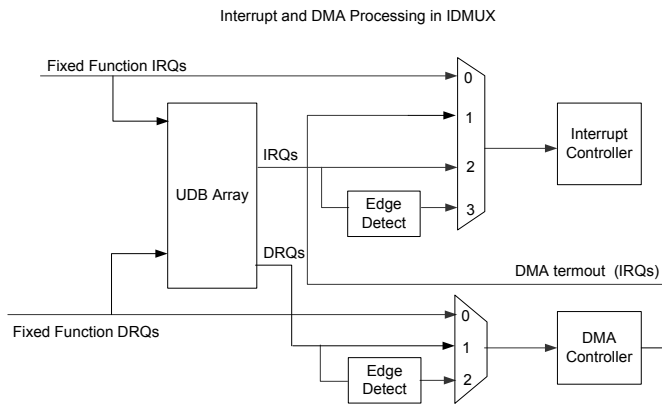 Interrupt and DMA Processing in IDMUX
Fixed Function IRQs
0
1
Interrupt
Controller
IRQs
2
UDB Array
Edge
Detect
3
DRQs
DMA termout (IRQs)
Fixed Function DRQs
0
1
DMA
Controller
Edge
Detect
2